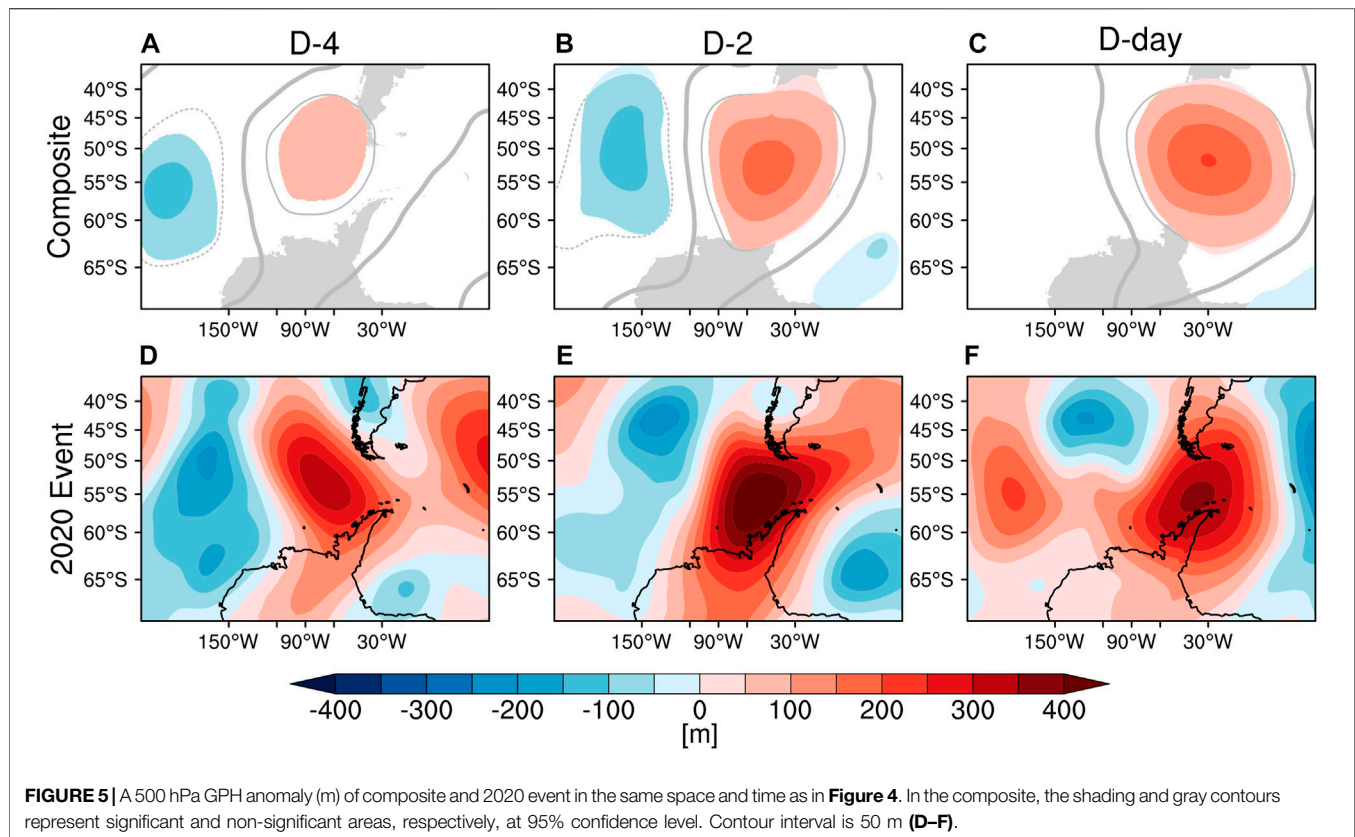 A D-4 B D-2 C D-day
Composite
40°S 40°S 40°S
45°S 45°S 45°S
50°S 50°S 50°S
55°S 55°S 55°S
60°S 60°S 60°S
65°S 65°S 65°S
150°W 90°W 30°W 150°W 90°W 30°W 150°W 90°W 30°W
D E F
2020 Event
40°S 40°S 40°S
45°S 45°S 45°S
50°S 50°S 50°S
55°S 55°S 55°S
60°S 60°S 60°S
65°S 65°S 65°S
150°W 90°W 30°W 150°W 90°W 30°W 150°W 90°W 30°W
-400 -300 -200 -100 0 100 200 300 400
[m]
FIGURE 5 | A 500 hPa GPH anomaly (m) of composite and 2020 event in the same space and time as in Figure 4. In the composite, the shading and gray contours
represent significant and non-significant areas, respectively, at 95% confidence level. Contour interval is 50 m (D–F).